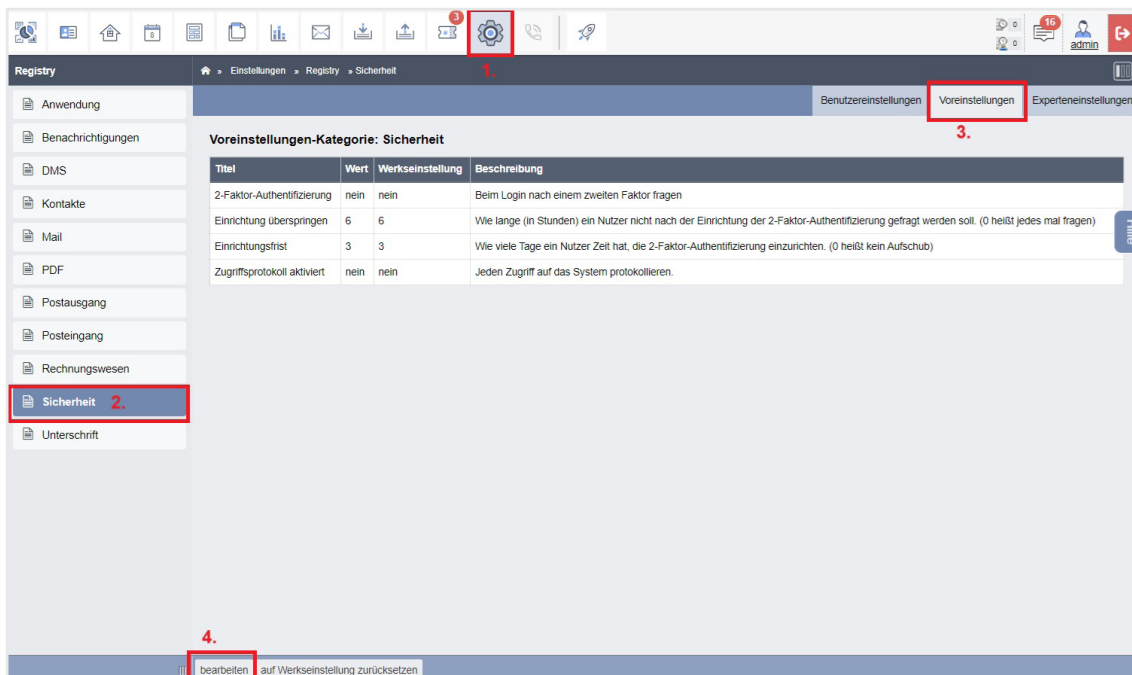 3
16
0
0
6
admin
1.
Registry
» Einstellungen » Registry » Sicherheit
Benutzereinstellungen
Voreinstellungen
Experteneinstellungen
3.
Anwendung
Benachrichtigungen
DMS
Kontakte
Mail
PDF
Postausgang
Posteingang
Rechnungswesen
Sicherheit 2.
Unterschrift
Voreinstellungen-Kategorie: Sicherheit
Titel Wert Werkseinstellung Beschreibung
2-Faktor-Authentifizierung nein nein Beim Login nach einem zweiten Faktor fragen
Einrichtung überspringen 6 6 Wie lange (in Stunden) ein Nutzer nicht nach der Einrichtung der 2-Faktor-Authentifizierung gefragt werden soll. (0 heißt jedes mal fragen)
Einrichtungsfrist 3 3 Wie viele Tage ein Nutzer Zeit hat, die 2-Faktor-Authentifizierung einzurichten. (0 heißt kein Aufschub)
Zugriffsprotokoll aktiviert nein nein Jeden Zugriff auf das System protokollieren.
4.
bearbeiten
auf Werkseinstellung zurücksetzen